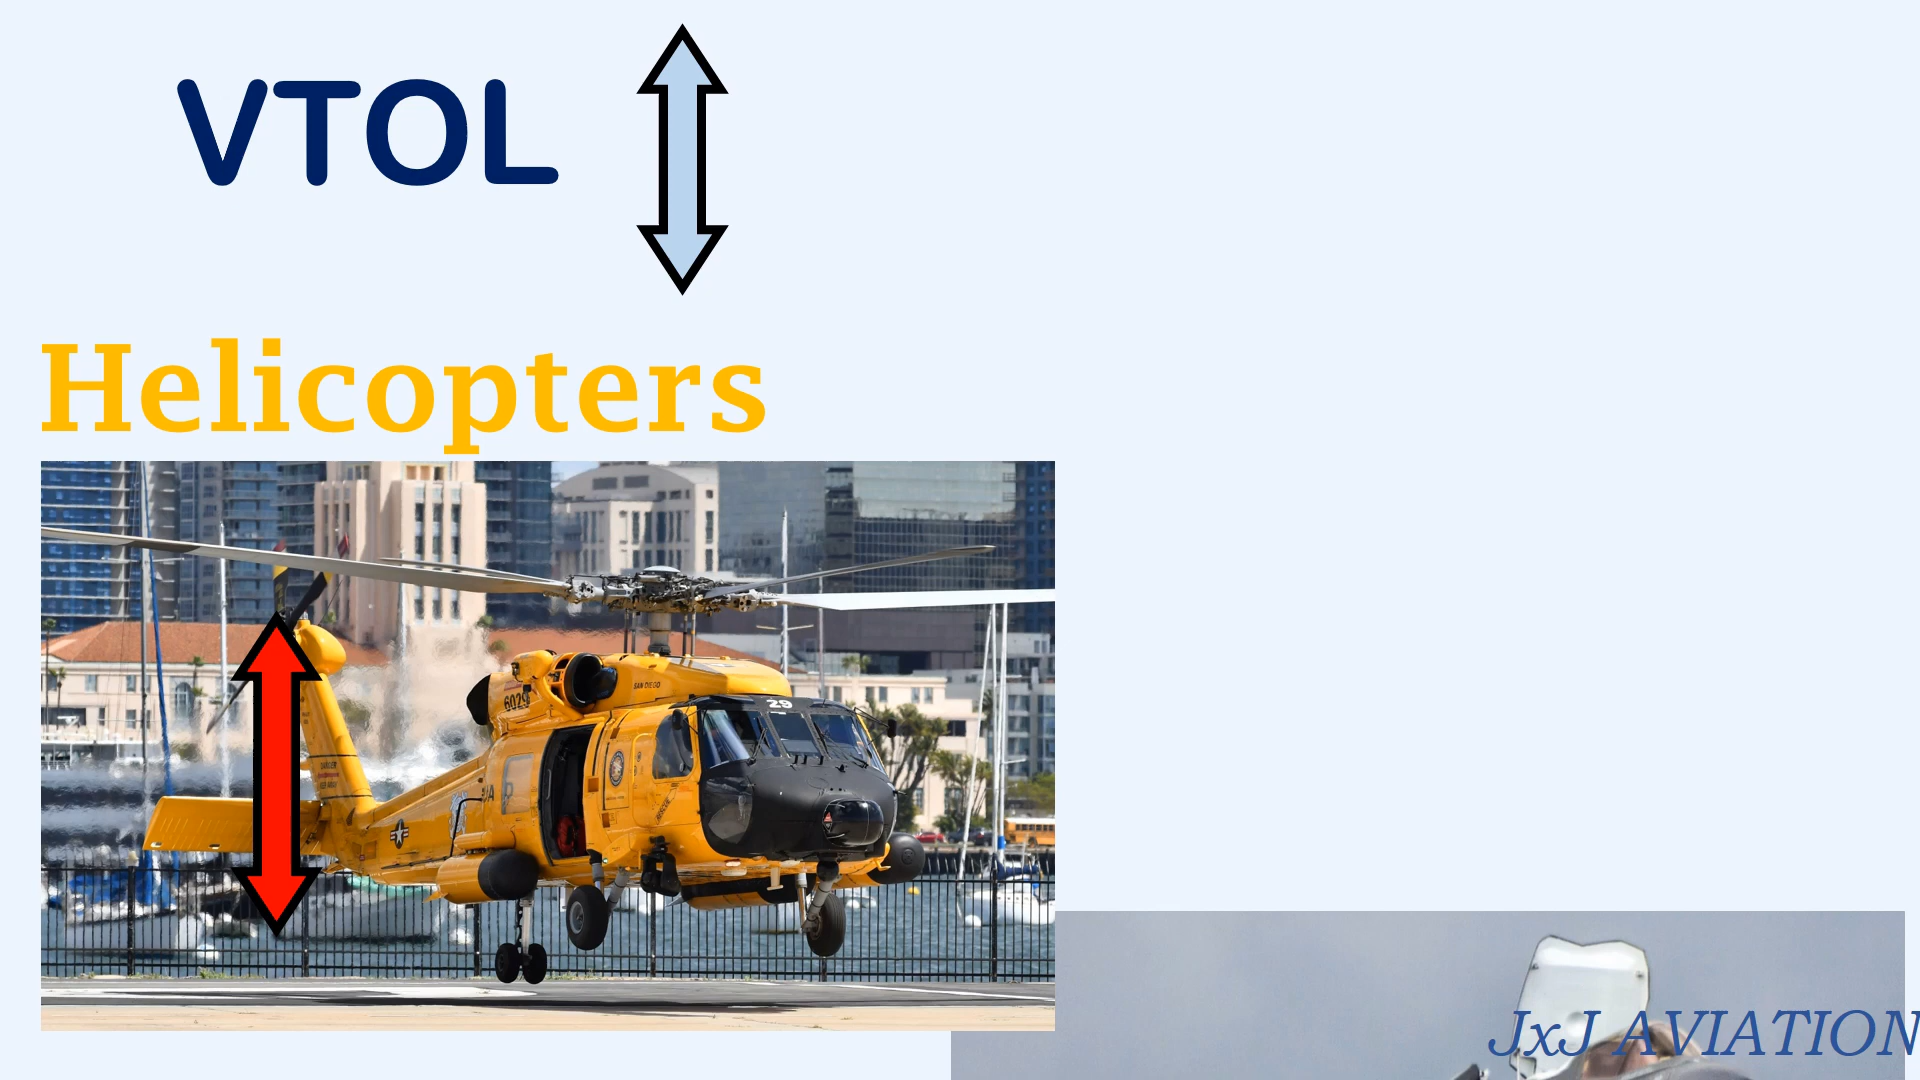 VTOL
Helicopters
SAN DIEGO
6029
29
JxJ AVIATION